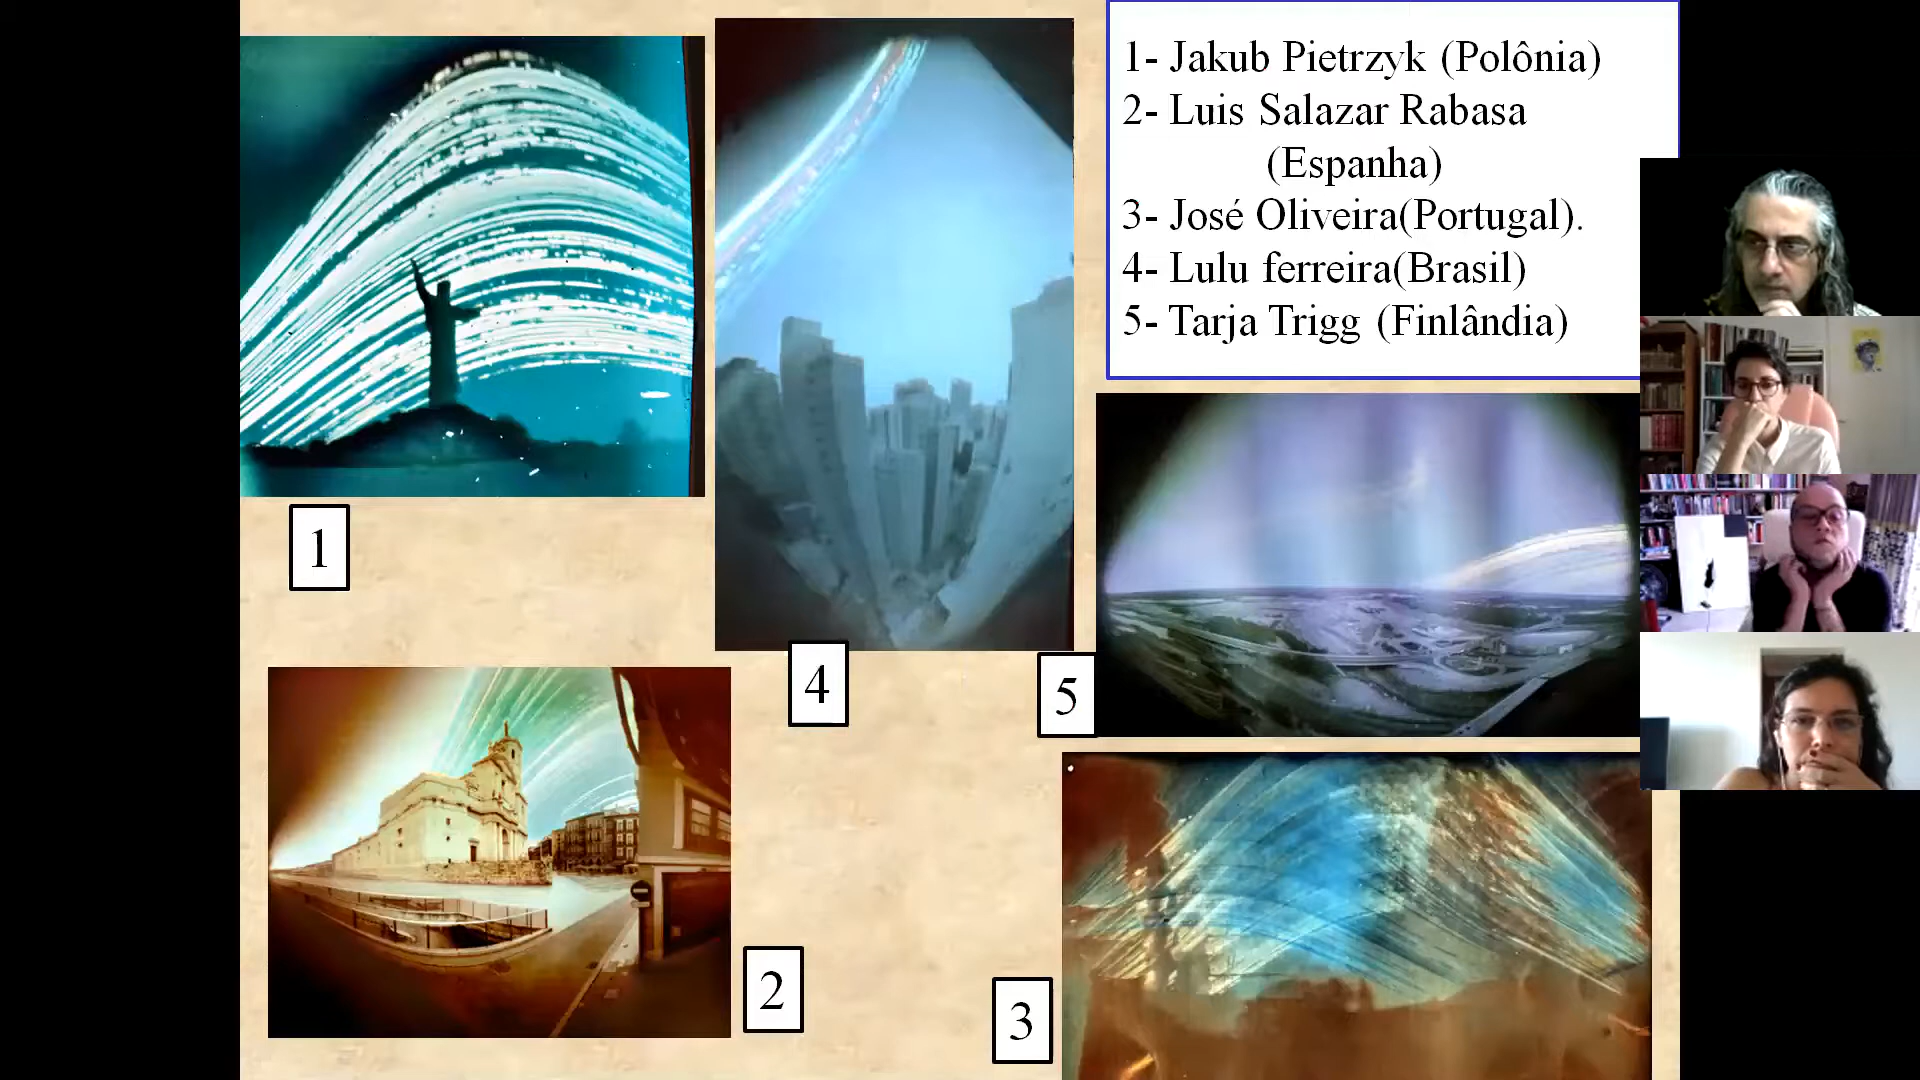 1- Jakub Pietrzyk (Polônia)
2- Luis Salazar Rabasa
(Espanha)
3- José Oliveira(Portugal).
4- Lulu ferreira(Brasil)
5- Tarja Trigg (Finlândia)
1
4
5
2
3